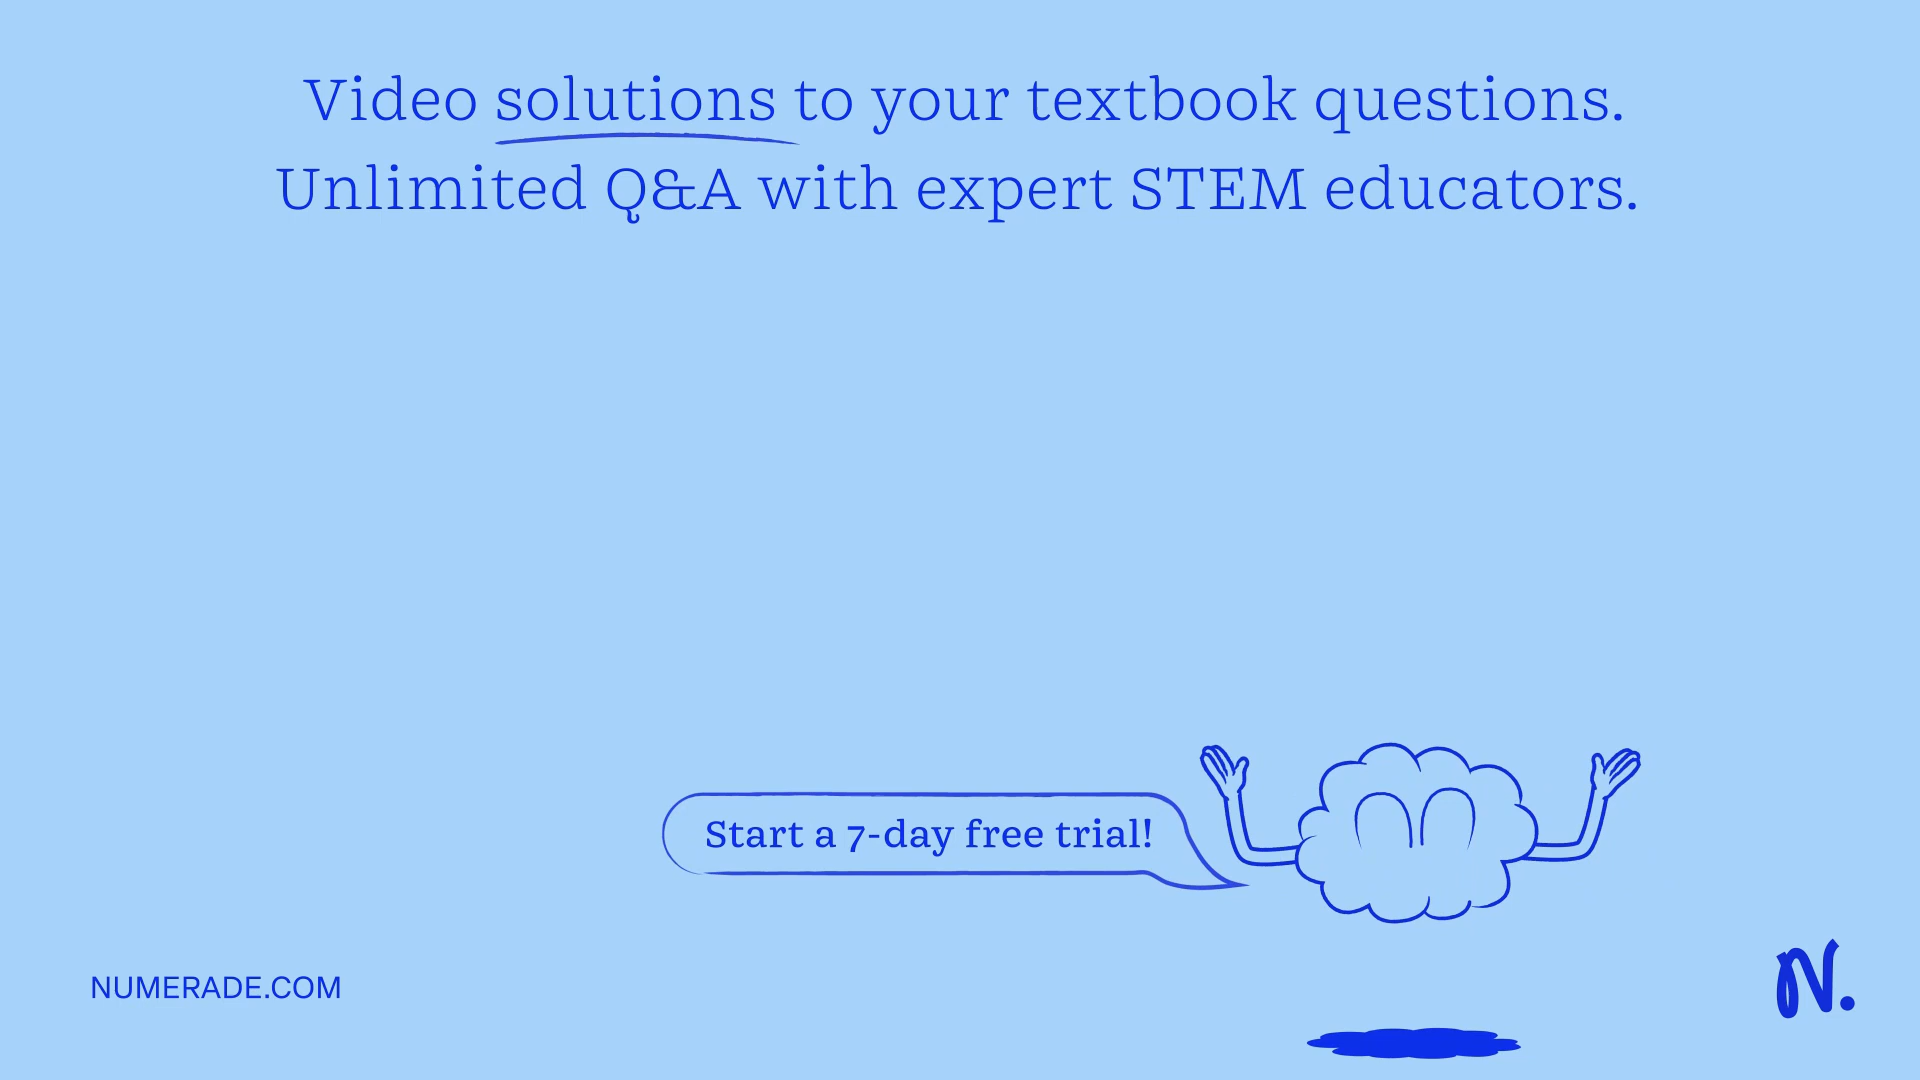 Video solutions to your textbook questions.
Unlimited Q&A with expert STEM educators.
Start a 7-day free trial!
NUMERADE.COM
N.